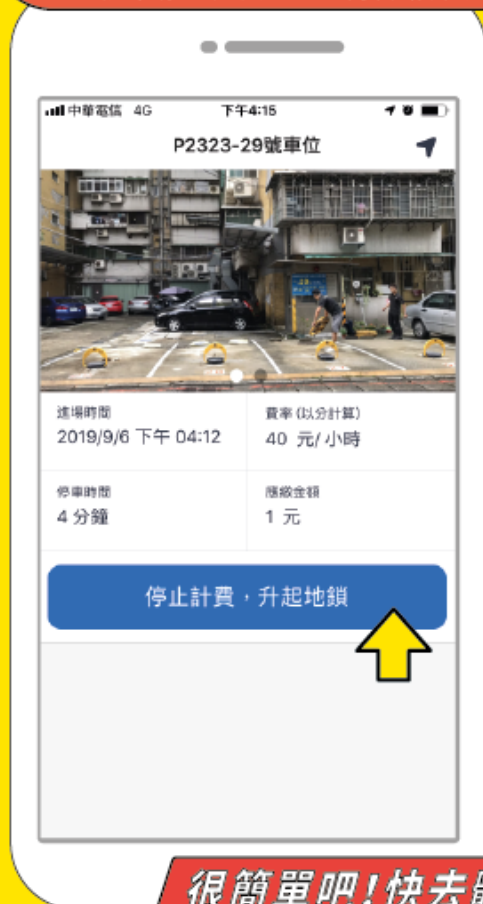 中華電信 4G 下午4:15
P2323-29號車位
進場時間 費率 (以分計算)
2019/9/6 下午 04:12 40 元/小時
停車時間 應繳金額
4 分鐘 1 元
停止計費，升起地鎖
很簡單吧!快去